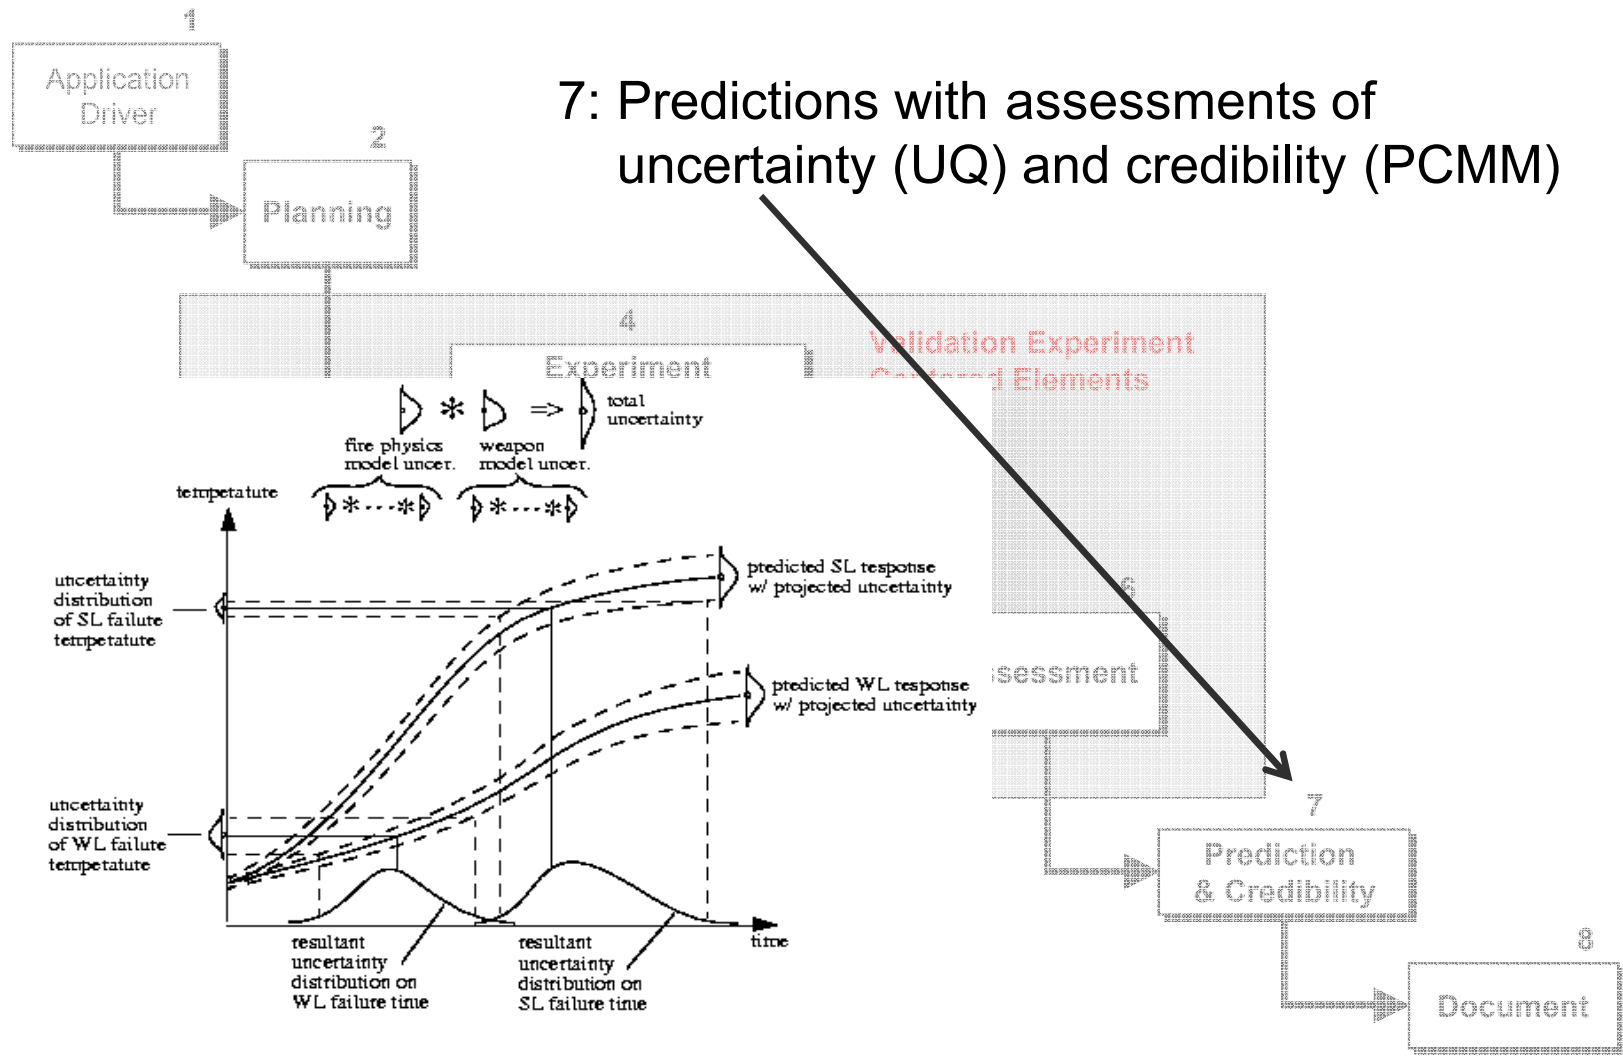 1
Application
Driver
2
Planning
7: Predictions with assessments of
uncertainty (UQ) and credibility (PCMM)
4
Experiment
Validation Experiment
Centered Elements
* => total
uncertainty
fire physics
model uncer.
weapon
model uncer.
*····*
*····*
temperature
uncertainty
distribution
of SL failure
temperature
predicted SL response
w/ projected uncertainty
6
ssessment
predicted WL response
w/ projected uncertainty
uncertainty
distribution
of WL failure
temperature
time
resultant
uncertainty
distribution on
WL failure time
resultant
uncertainty
distribution on
SL failure time
7
Prediction
& Credibility
8
Document